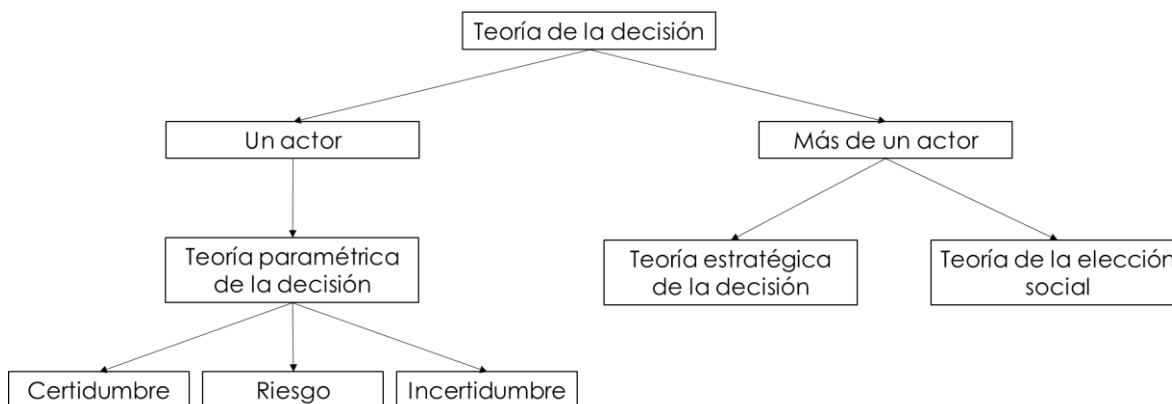 Teoría de la decisión
Un actor
Más de un actor
Teoría paramétrica
de la decisión
Teoría estratégica
de la decisión
Teoría de la elección
social
Certidumbre
Riesgo
Incertidumbre